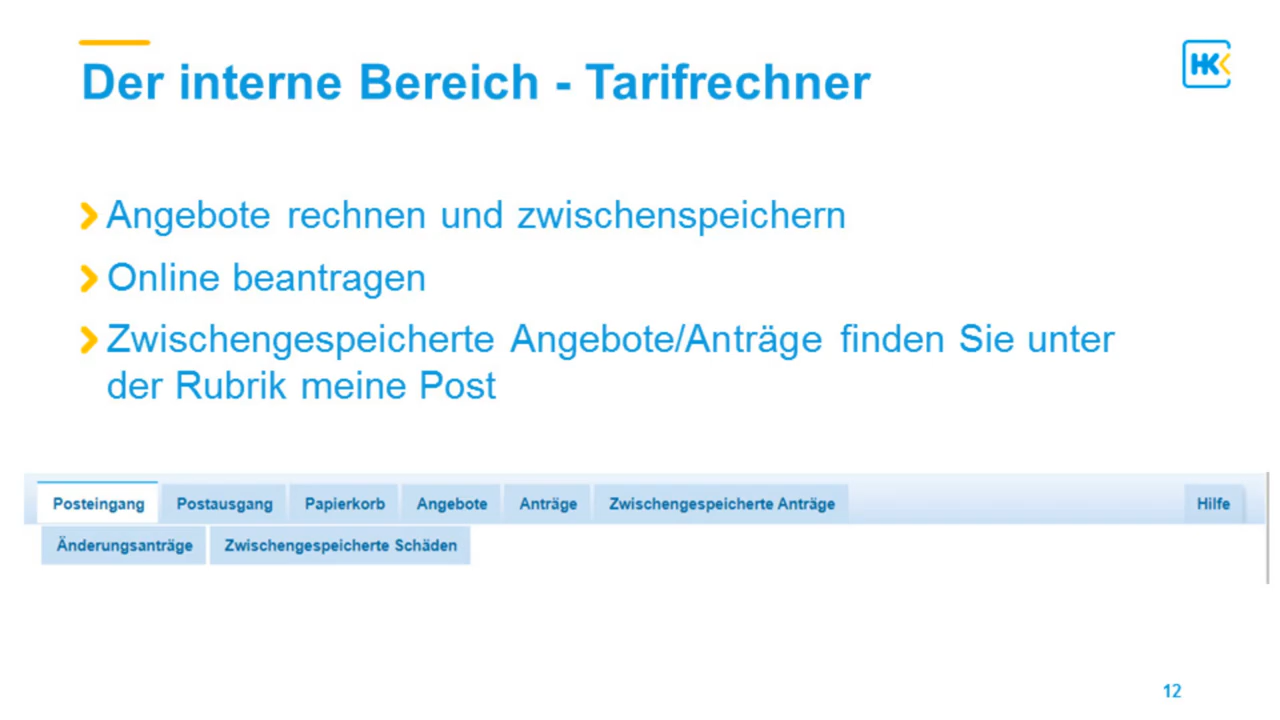 Der interne Bereich - Tarifrechner
HK
Angebote rechnen und zwischenspeichern
Online beantragen
Zwischengespeicherte Angebote/Anträge finden Sie unter
der Rubrik meine Post
Posteingang Postausgang Papierkorb Angebote Anträge Zwischengespeicherte Anträge Hilfe
Änderungsanträge Zwischengespeicherte Schäden
12